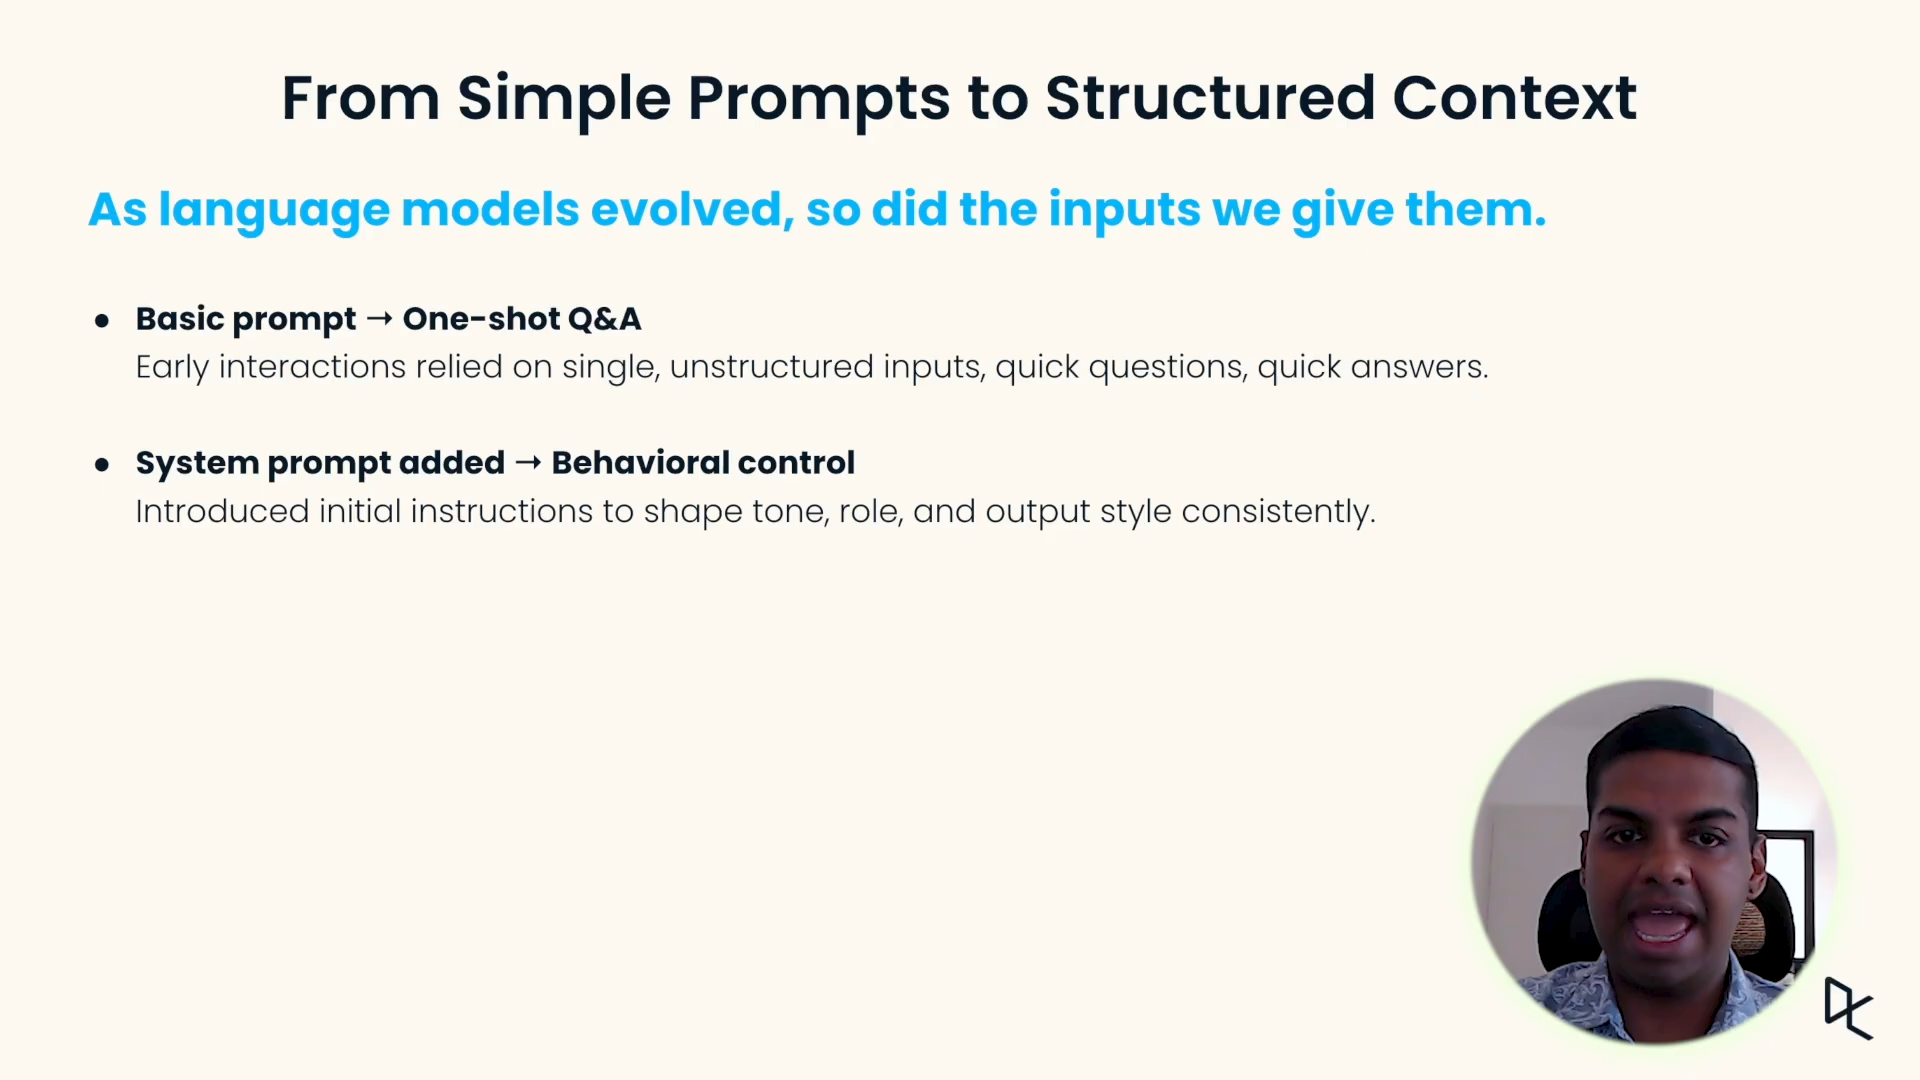 From Simple Prompts to Structured Context
As language models evolved, so did the inputs we give them.
● Basic prompt → One-shot Q&A
Early interactions relied on single, unstructured inputs, quick questions, quick answers.
● System prompt added → Behavioral control
Introduced initial instructions to shape tone, role, and output style consistently.